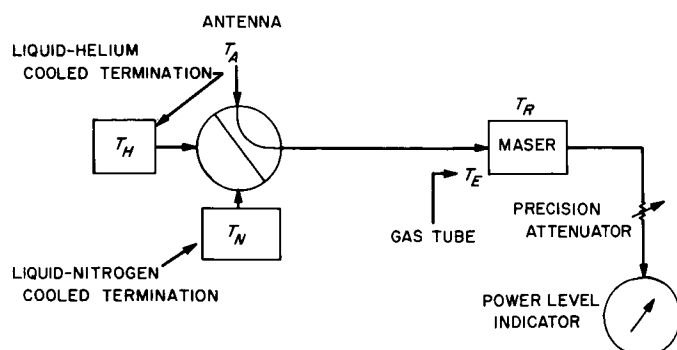 ANTENNA
T_A
LIQUID-HELIUM
COOLED TERMINATION
T_H
T_N
LIQUID-NITROGEN
COOLED TERMINATION
T_E
GAS TUBE
T_R
MASER
PRECISION
ATTENUATOR
POWER LEVEL
INDICATOR